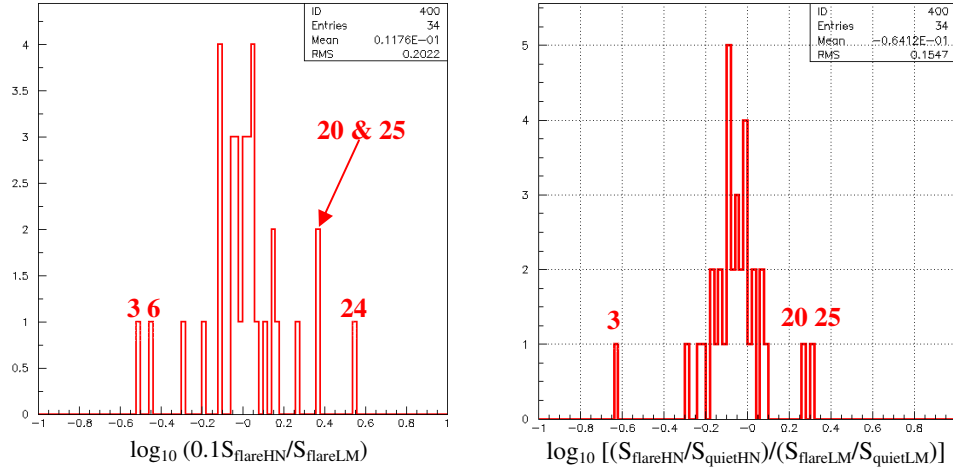 ID 400
Entries 34
Mean 0.1176E-01
RMS 0.2022
4
3.5
3
2.5
2
1.5
1
0.5
0
20 & 25
3 6
24
-1 -0.8 -0.6 -0.4 -0.2 -0 0.2 0.4 0.6 0.8 1
log10 (0.1SflareHN/SflareLM)
ID 400
Entries 34
Mean -0.6412E-01
RMS 0.1547
5
4
3
2
1
0
3
20 25
-1 -0.8 -0.6 -0.4 -0.2 -0 0.2 0.4 0.6 0.8
log10 [(SflareHN/SquietHN)/(SflareLM/SquietLM)]